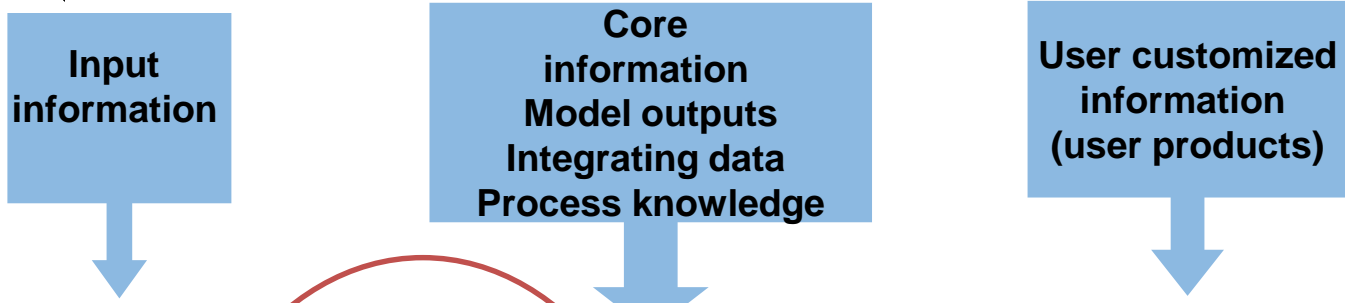 Input
information
Core
information
Model outputs
Integrating data
Process knowledge
User customized
information
(user products)